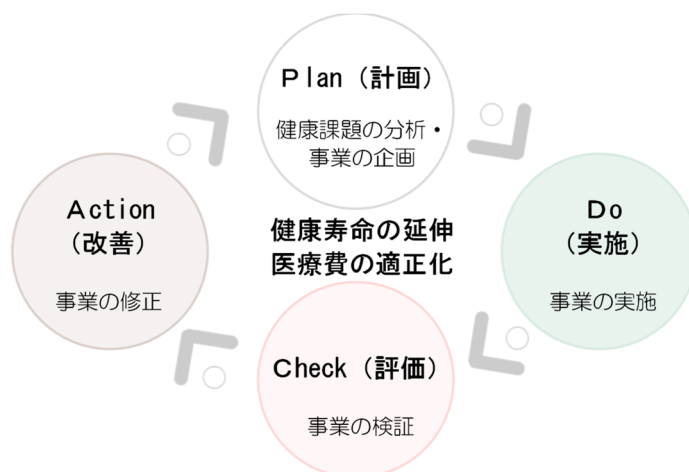 Plan（計画）
健康課題の分析・
事業の企画
Action
（改善）
事業の修正
健康寿命の延伸
医療費の適正化
Do
（実施）
事業の実施
Check（評価）
事業の検証